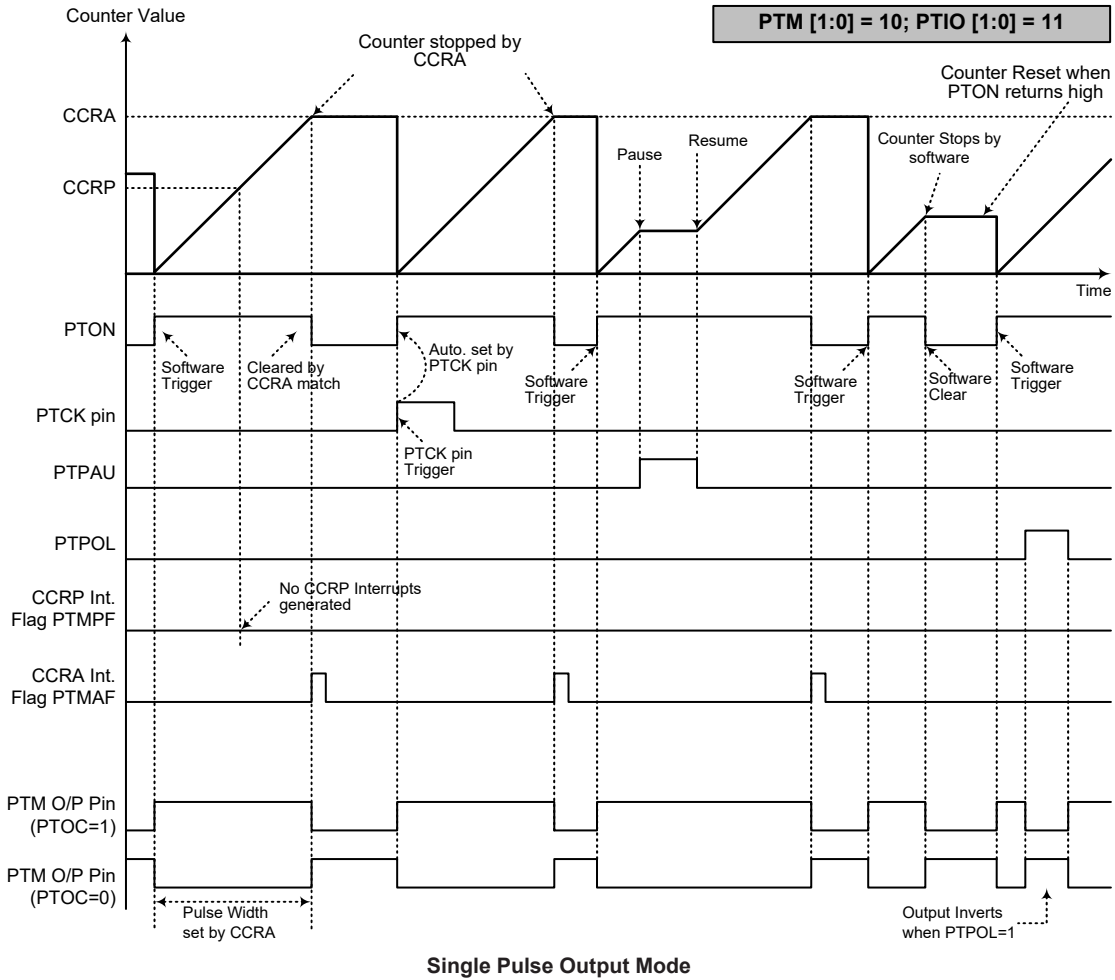 Counter Value
PTM [1:0] = 10; PTIO [1:0] = 11
Counter stopped by
CCRA
Counter Reset when
PTON returns high
CCRA
Pause
Resume
Counter Stops by
software
CCRP
Time
PTON
Software
Trigger
Cleared by
CCRA match
Auto. set by
PTCK pin
Software
Trigger
Software
Trigger
Software
Clear
Software
Trigger
PTCK pin
PTCK pin
Trigger
PTPAU
PTPOL
CCRP Int.
Flag PTMPF
No CCRP Interrupts
generated
CCRA Int.
Flag PTMAF
PTM O/P Pin
(PTOC=1)
PTM O/P Pin
(PTOC=0)
Pulse Width
set by CCRA
Output Inverts
when PTPOL=1
Single Pulse Output Mode